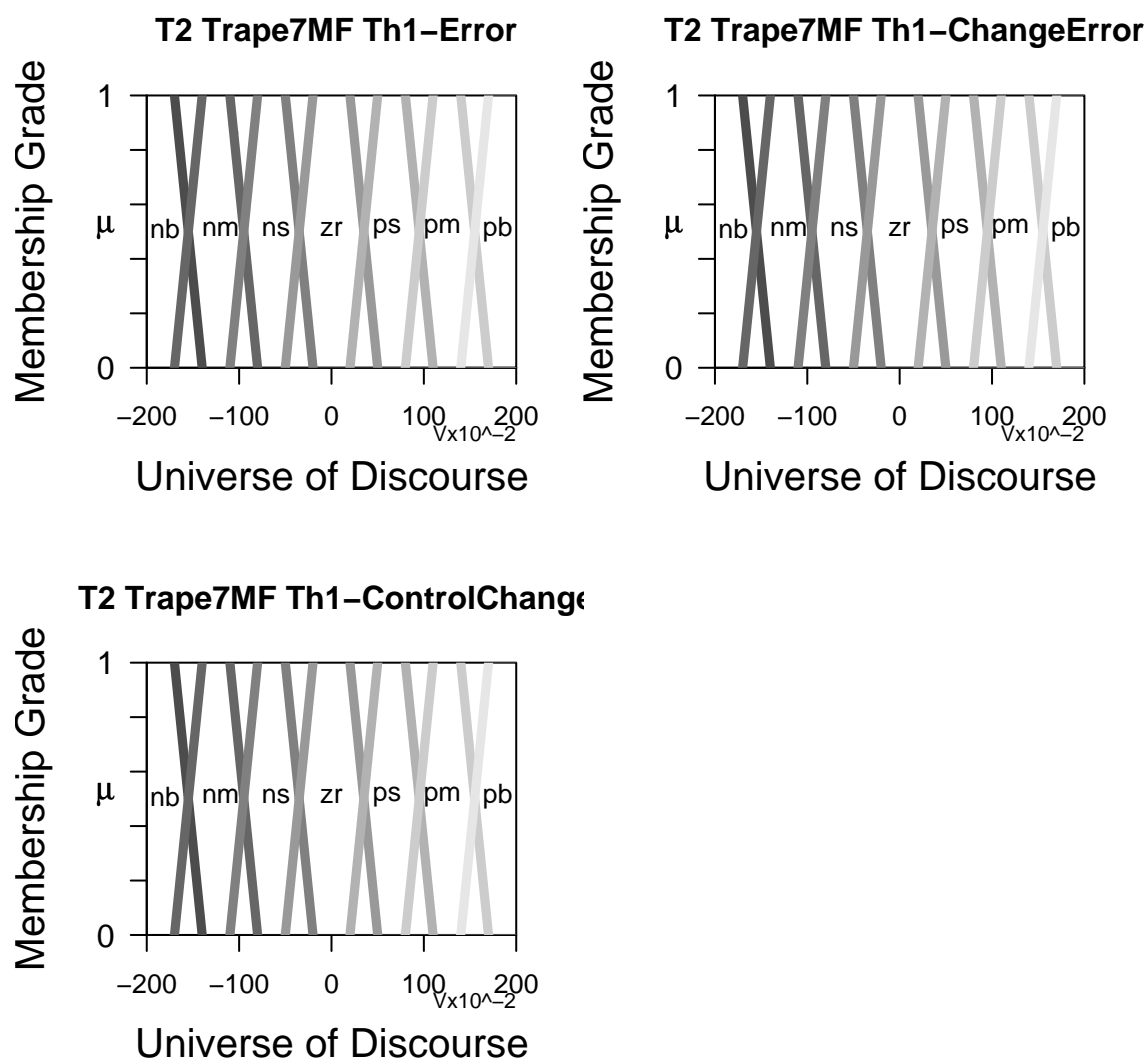 T2 Trape7MF Th1−Error
Membership Grade
1
μ
0
nb nm ns zr ps pm pb
−200 −100 0 100 200
Vx10^−2
Universe of Discourse
T2 Trape7MF Th1−ChangeError
Membership Grade
1
μ
0
nb nm ns zr ps pm pb
−200 −100 0 100 200
Vx10^−2
Universe of Discourse
T2 Trape7MF Th1−ControlChange
Membership Grade
1
μ
0
nb nm ns zr ps pm pb
−200 −100 0 100 200
Vx10^−2
Universe of Discourse